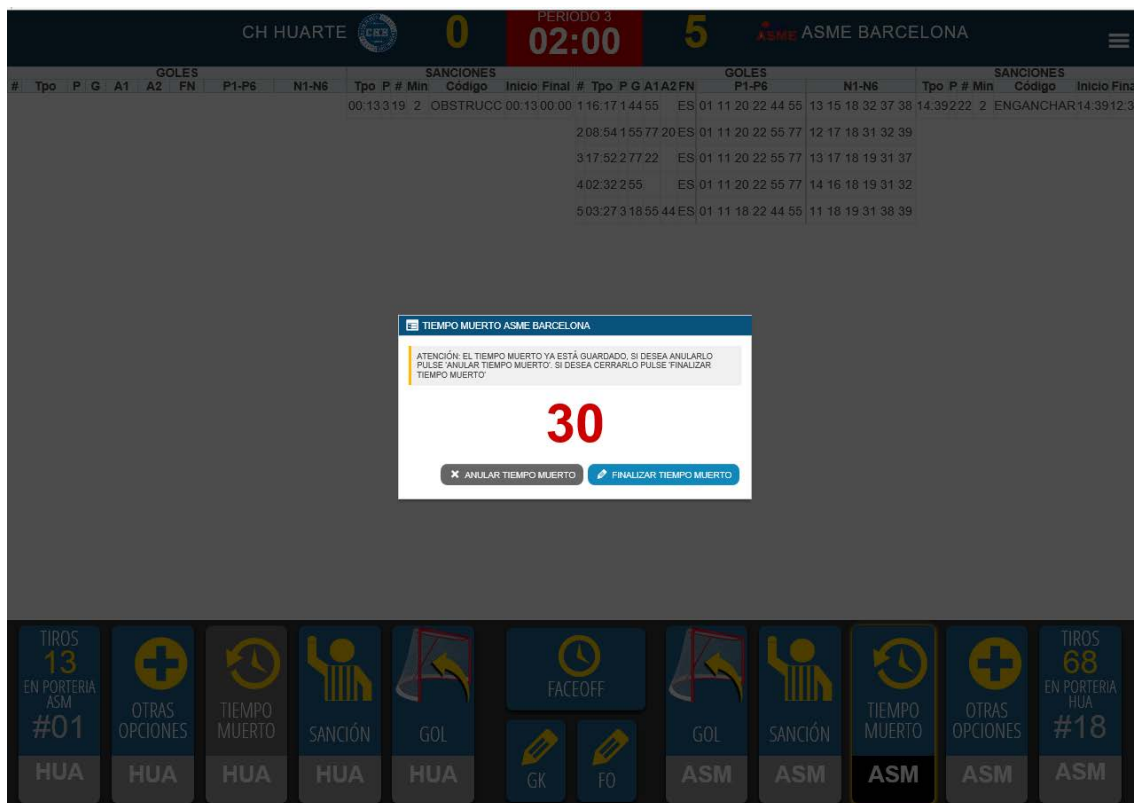 PERIODO 3
CH HUARTE CHH 0 02:00 5 ASME ASME BARCELONA
GOLES SANCIONES GOLES SANCIONES
# Tpo P G A1 A2 FN P1-P6 N1-N6 Tpo P # Min Código Inicio Final # Tpo P G A1 A2 FN P1-P6 N1-N6 Tpo P # Min Código Inicio Fina
00:13 3 19 2 OBSTRUCC 00:13 00:00 1 16:17 1 44 55 ES 01 11 20 22 44 55 13 15 18 32 37 38 14:39 2 22 2 ENGANCHAR 14:39 12:3
2 08:54 1 55 77 20 ES 01 11 20 22 55 77 12 17 18 31 32 39
3 17:52 2 77 22 ES 01 11 20 22 55 77 13 17 18 19 31 37
4 02:32 2 55 ES 01 11 20 22 55 77 14 16 18 19 31 32
5 03:27 3 18 55 44 ES 01 11 18 22 44 55 11 18 19 31 38 39
TIEMPO MUERTO ASME BARCELONA
ATENCIÓN: EL TIEMPO MUERTO YA ESTÁ GUARDADO, SI DESEA ANULARLO
PULSE 'ANULAR TIEMPO MUERTO'. SI DESEA CERRARLO PULSE 'FINALIZAR
TIEMPO MUERTO'
30
ANULAR TIEMPO MUERTO FINALIZAR TIEMPO MUERTO
TIROS
13
EN PORTERIA
ASM
#01
HUA
OTRAS
OPCIONES
HUA
TIEMPO
MUERTO
HUA
SANCIÓN
HUA
GOL
HUA
FACEOFF
GK
FO
GOL
ASM
SANCIÓN
ASM
TIEMPO
MUERTO
ASM
OTRAS
OPCIONES
ASM
TIROS
68
EN PORTERIA
HUA
#18
ASM